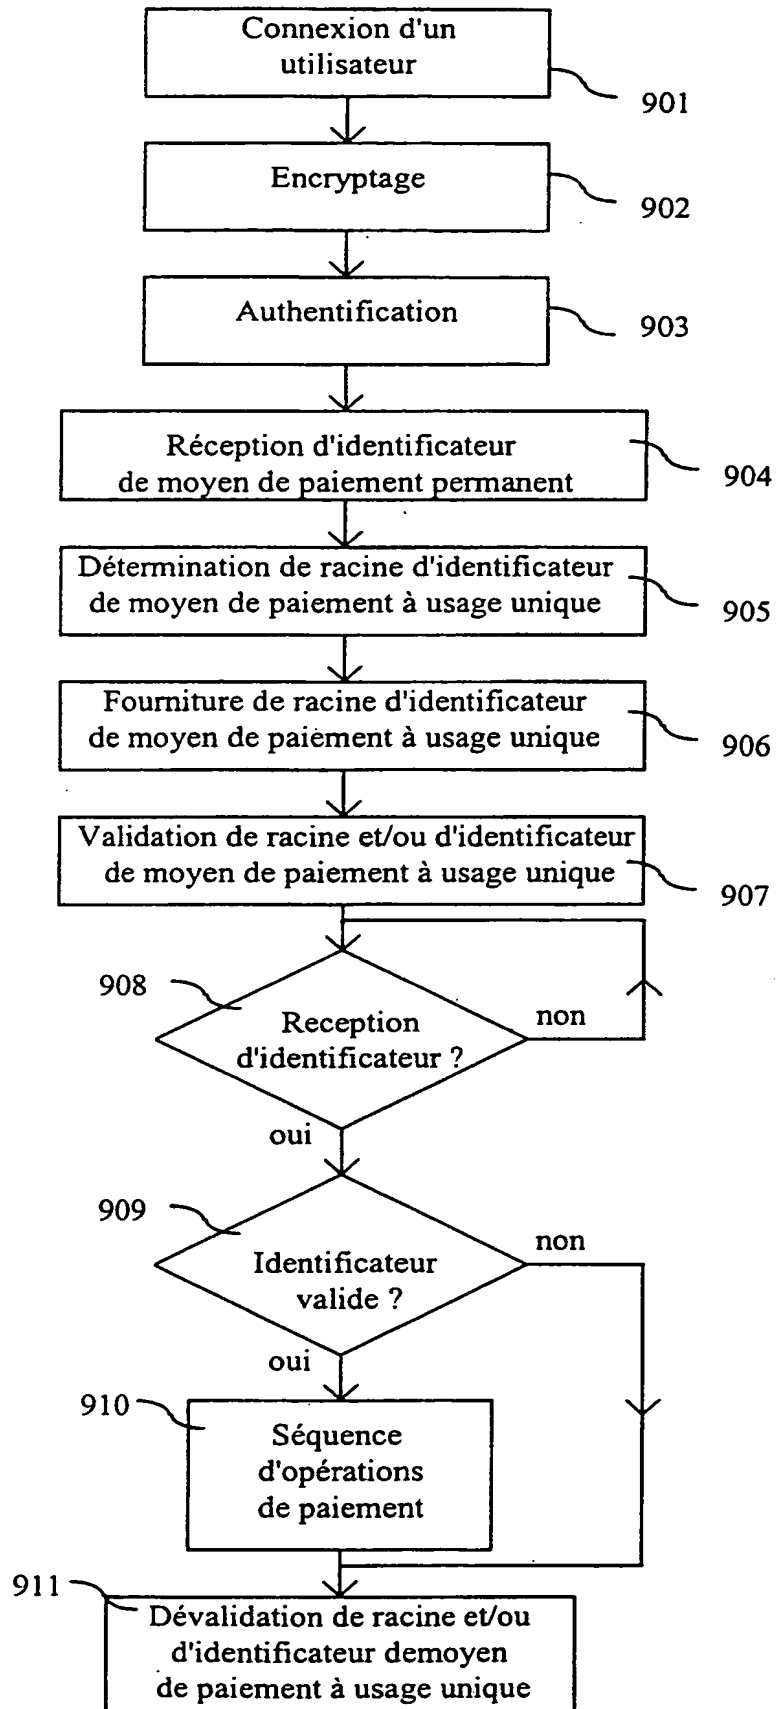 Connexion d'un
utilisateur
901
Encryptage
902
Authentification
903
Réception d'identificateur
de moyen de paiement permanent
904
Détermination de racine d'identificateur
de moyen de paiement à usage unique
905
Fourniture de racine d'identificateur
de moyen de paiement à usage unique
906
Validation de racine et/ou d'identificateur
de moyen de paiement à usage unique
907
908
Reception
d'identificateur ?
non
oui
909
Identificateur
valide ?
non
oui
910
Séquence
d'opérations
de paiement
911
Dévalidation de racine et/ou
d'identificateur demoyen
de paiement à usage unique